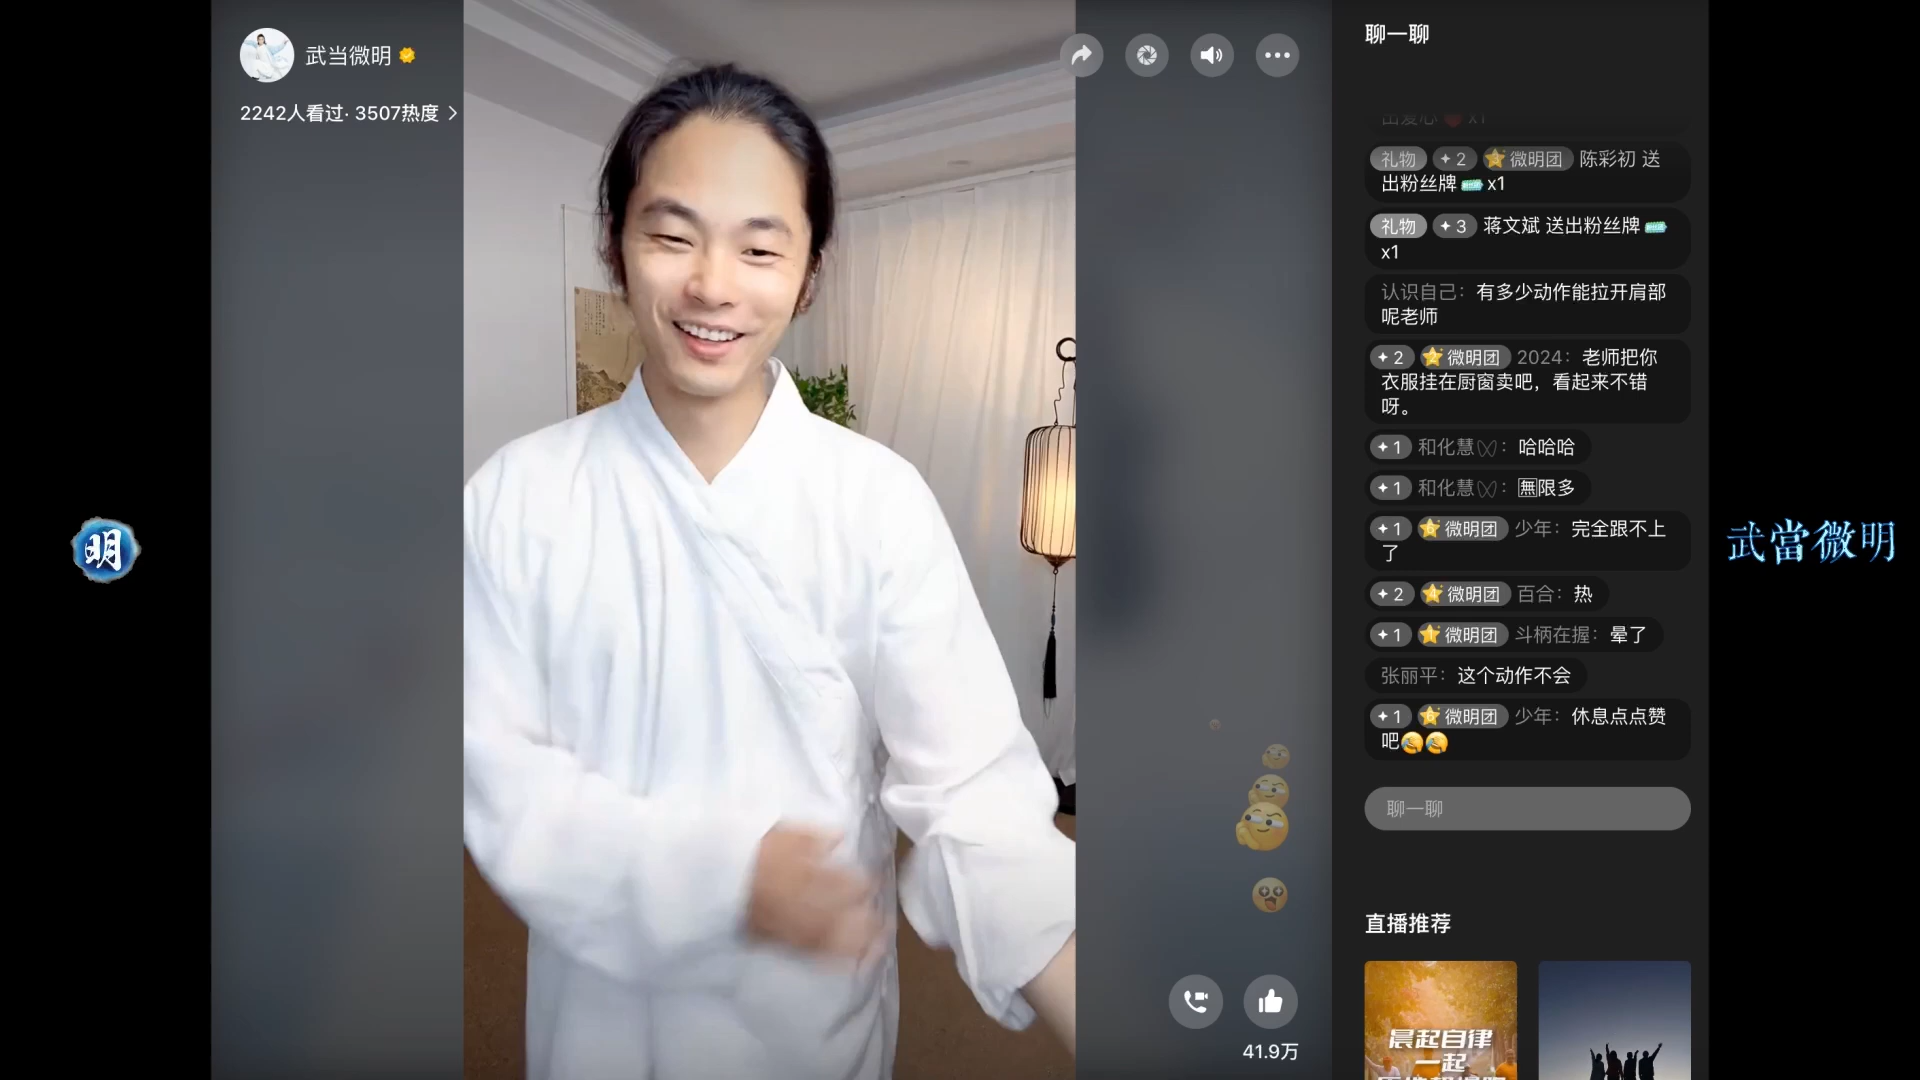 武当微明
2242人看过· 3507热度
聊一聊
礼物 2 微明团 陈彩初 送
出粉丝牌 x1
礼物 3 蒋文斌 送出粉丝牌
x1
认识自己：有多少动作能拉开肩部
呢老师
2 微明团 2024：老师把你
衣服挂在厨窗卖吧，看起来不错
呀。
1 和化慧：哈哈哈
1 和化慧：🈚限多
1 微明团 少年：完全跟不上
了
2 微明团 百合：热
1 微明团 斗柄在握：晕了
张丽平：这个动作不会
1 微明团 少年：休息点点赞
吧😂😂
聊一聊
明
武當微明
直播推荐
晨起自律
一起
41.9万